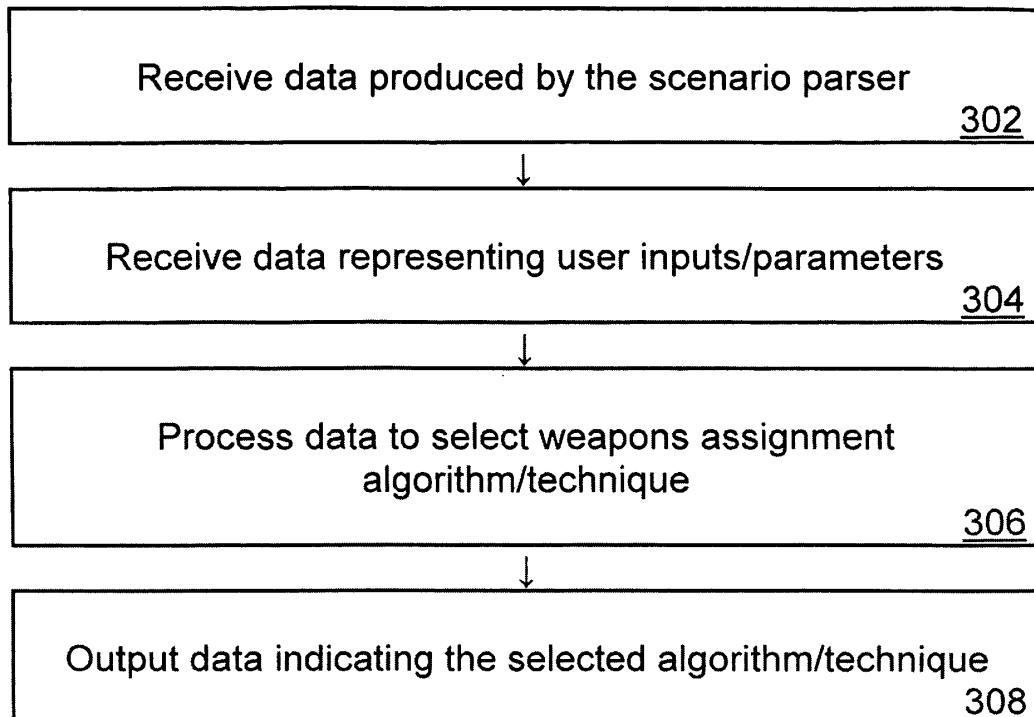 Receive data produced by the scenario parser
302
↓
Receive data representing user inputs/parameters
304
↓
Process data to select weapons assignment
algorithm/technique
306
↓
Output data indicating the selected algorithm/technique
308